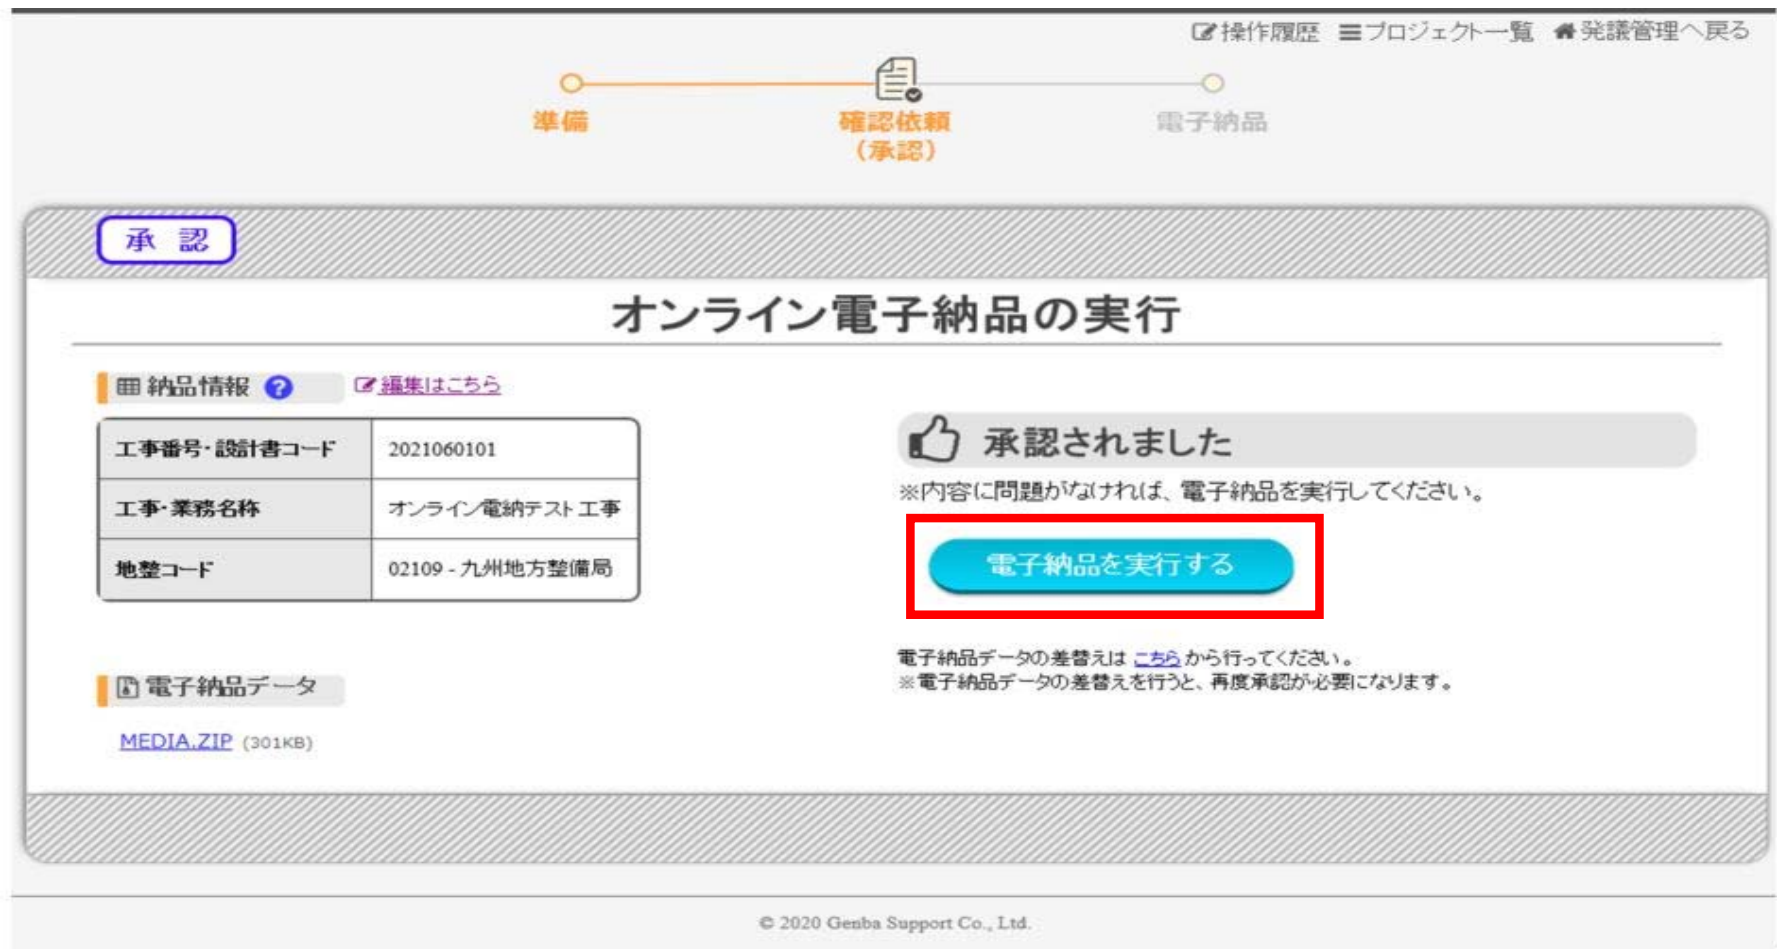 操作履歴 プロジェクト一覧 発議管理へ戻る
準備
確認依頼
(承認)
電子納品
承 認
オンライン電子納品の実行
納品情報 ? 編集はこちら
工事番号・設計書コード 2021060101
工事・業務名称 オンライン電納テスト工事
地整コード 02109 - 九州地方整備局
電子納品データ
MEDIA.ZIP (301KB)
承認されました
※内容に問題がなければ、電子納品を実行してください。
電子納品を実行する
電子納品データの差替えは こちら から行ってください。
※電子納品データの差替えを行うと、再度承認が必要になります。
© 2020 Genba Support Co., Ltd.